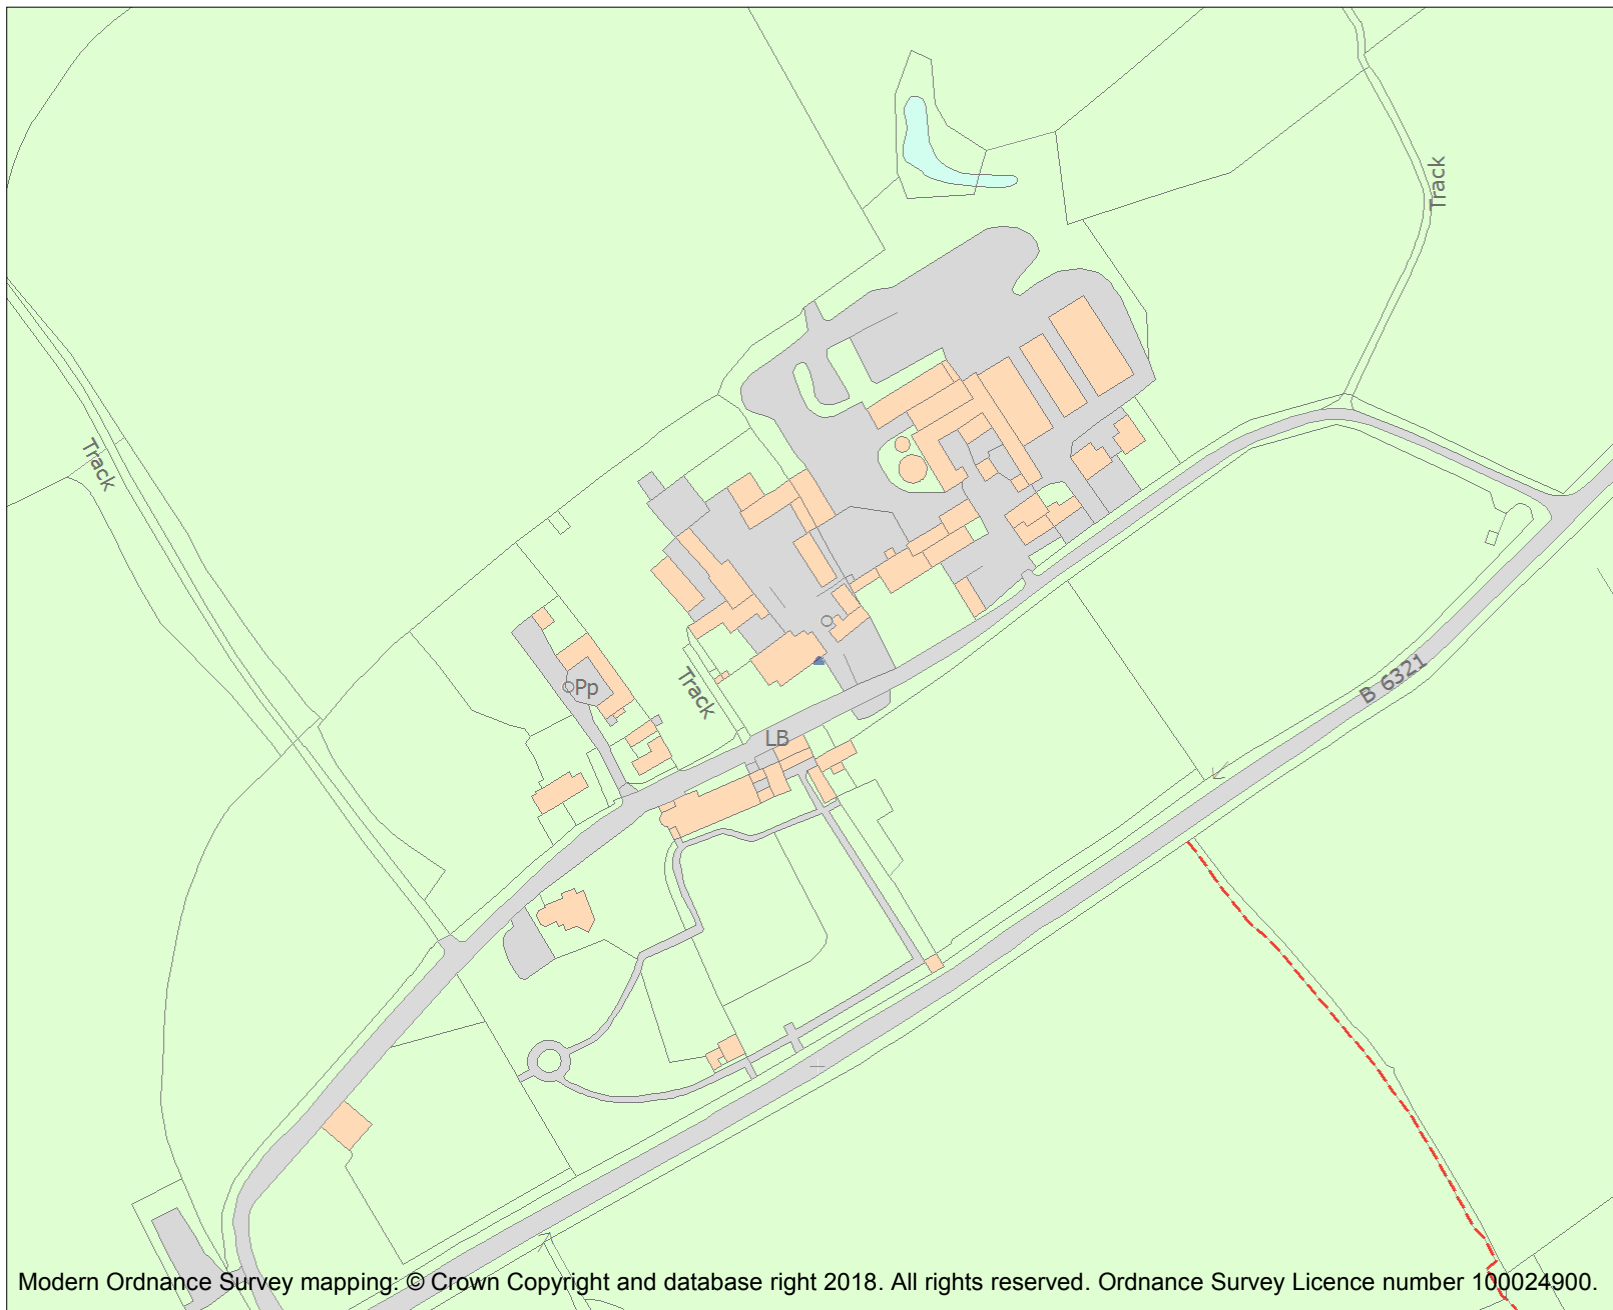 Track
Track
Pp
Track
B 6321
LB
Modern Ordnance Survey mapping: © Crown Copyright and database right 2018. All rights reserved. Ordnance Survey Licence number 100024900.